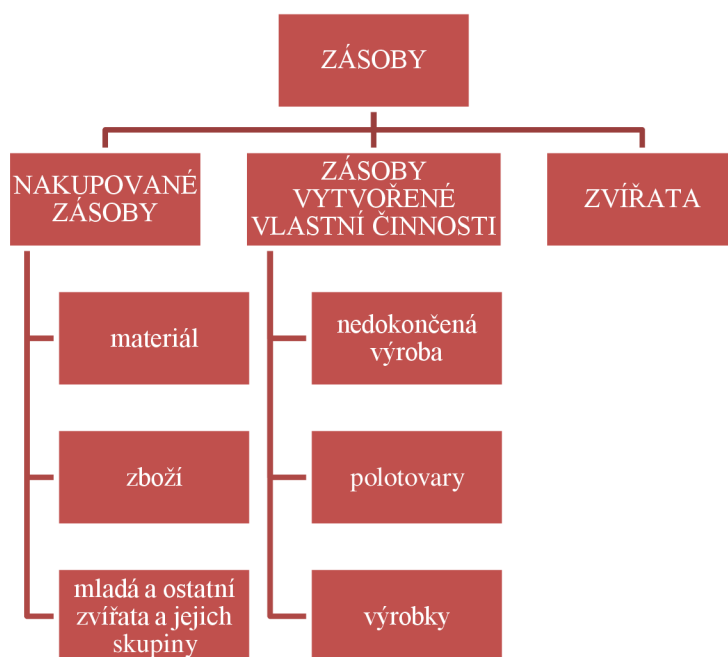 ZÁSOBY
NAKUPOVANÉ
ZÁSOBY
ZÁSOBY
VYTVOŘENÉ
VLASTNÍ ČINNOSTI
ZVÍŘATA
materiál
zboží
mladá a ostatní
zvířata a jejich
skupiny
nedokončená
výroba
polotovary
výrobky